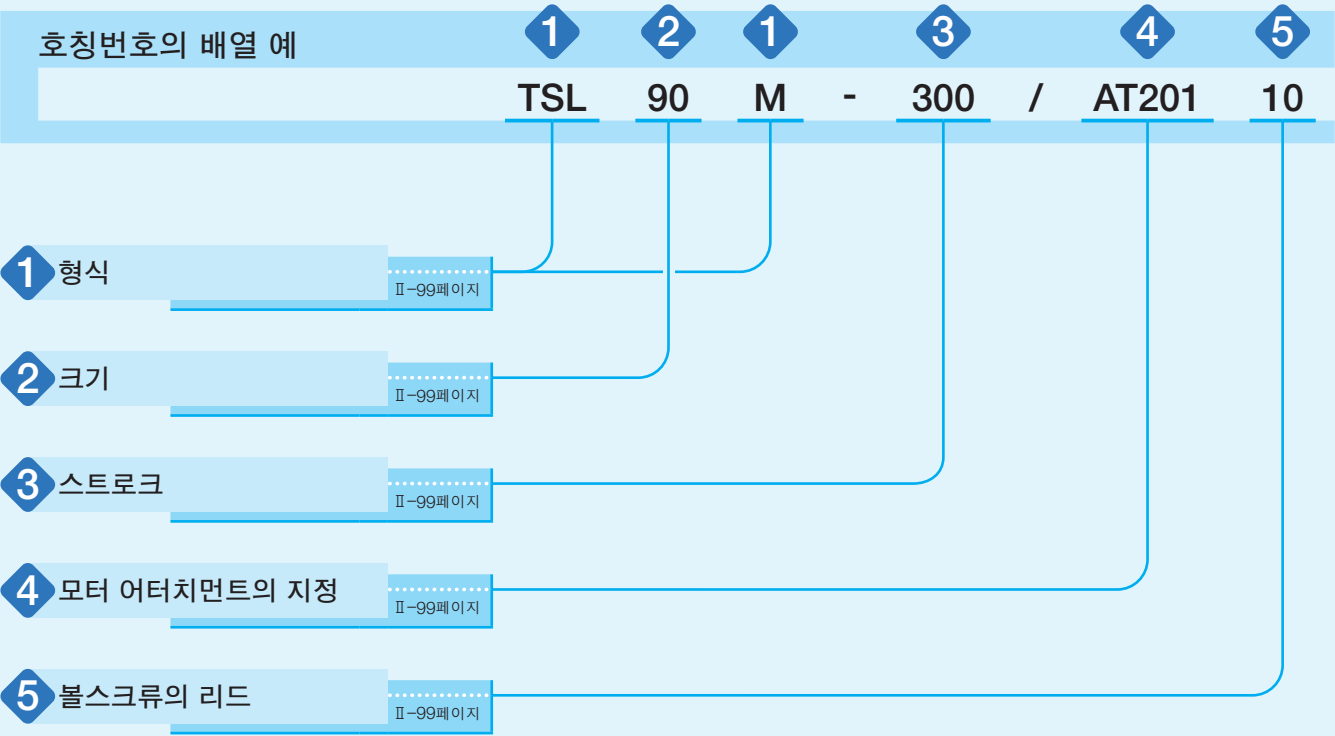 호칭번호의 배열 예
1 2 1 3 4 5
TSL 90 M - 300 / AT201 10
1 형식
Ⅱ-99페이지
2 크기
Ⅱ-99페이지
3 스트로크
Ⅱ-99페이지
4 모터 어터치먼트의 지정
Ⅱ-99페이지
5 볼스크류의 리드
Ⅱ-99페이지